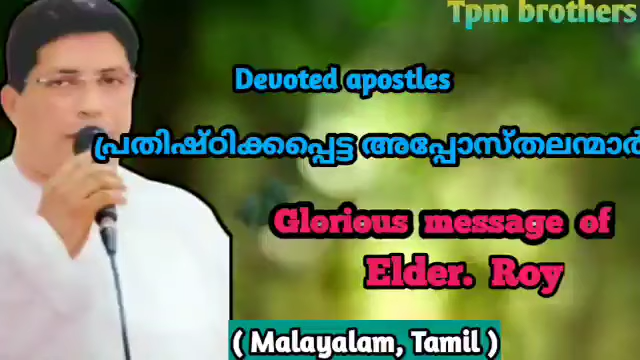 Tpm brothers
Devoted apostles
പ്രതിഷ്ഠിക്കപ്പെട്ട അപ്പോസ്തലന്മാർ
Glorious message of
Elder. Roy
( Malayalam, Tamil )